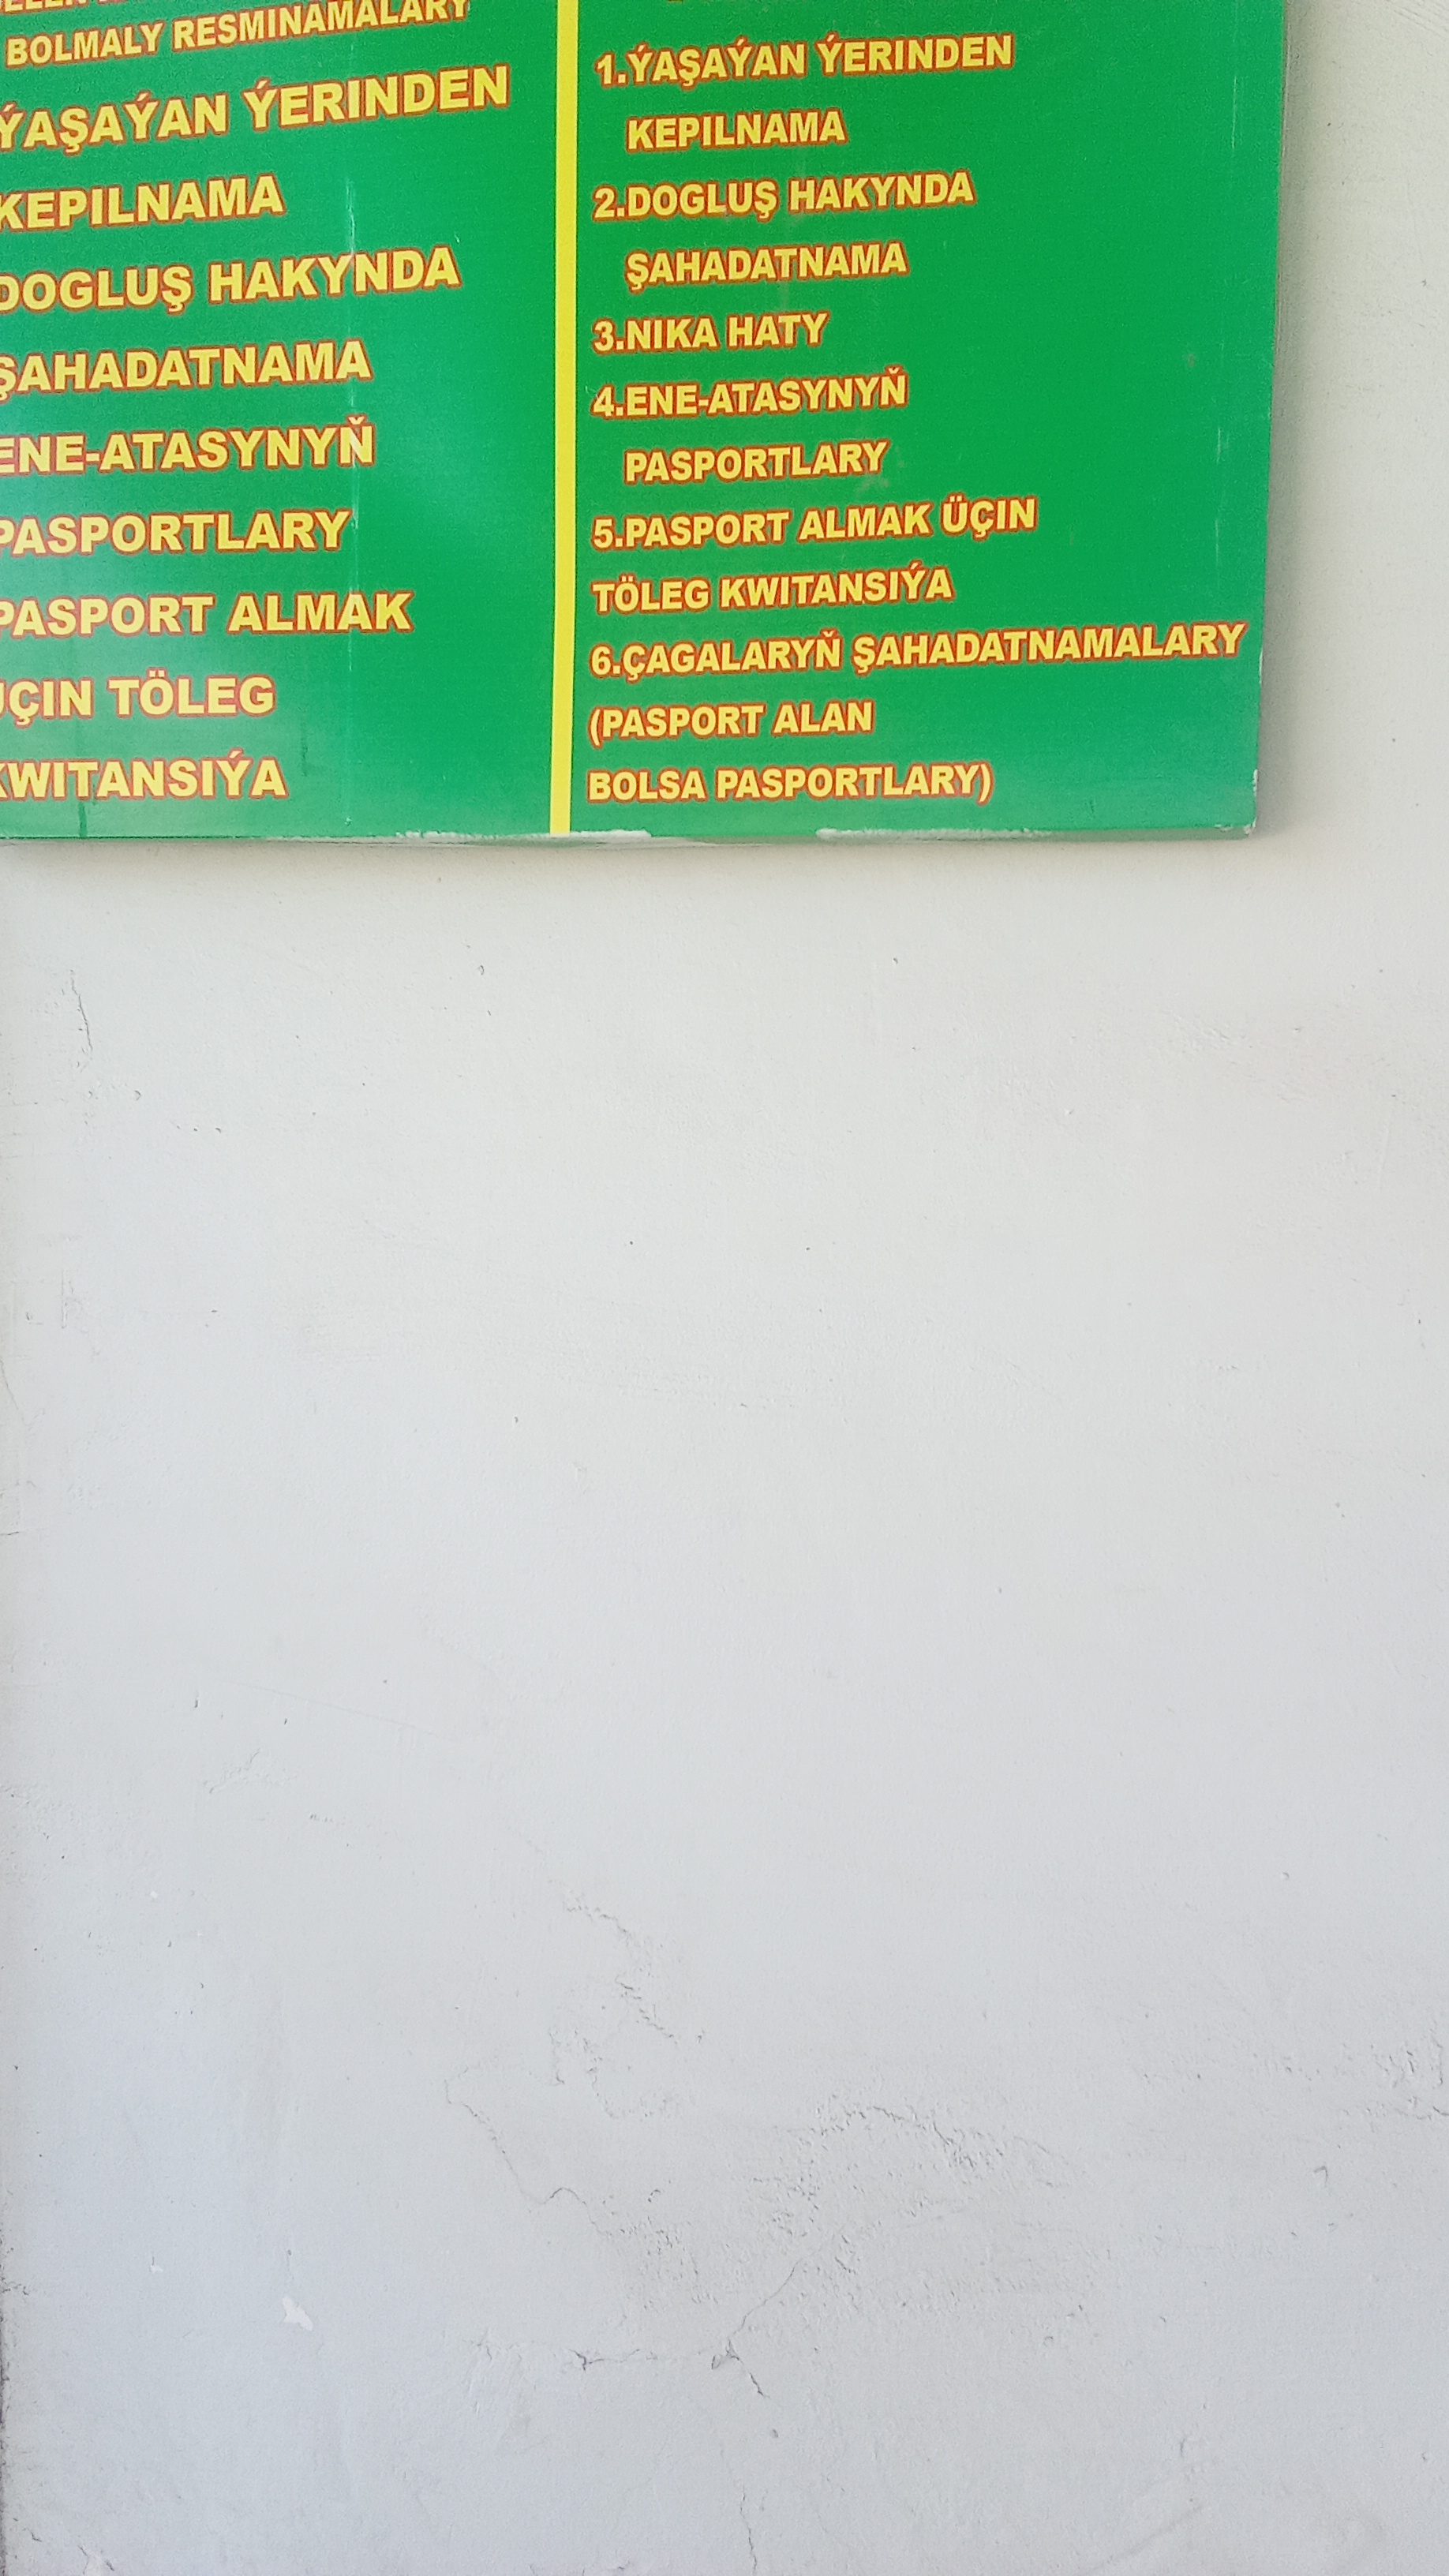 BOLMALY RESMINAMALARY
ÝAŞAÝAN ÝERINDEN
KEPILNAMA
DOGLUŞ HAKYNDA
ŞAHADATNAMA
ENE-ATASYNYŇ
PASPORTLARY
PASPORT ALMAK
ÜÇIN TÖLEG
KWITANSIÝA
1.ÝAŞAÝAN ÝERINDEN
KEPILNAMA
2.DOGLUŞ HAKYNDA
ŞAHADATNAMA
3.NIKA HATY
4.ENE-ATASYNYŇ
PASPORTLARY
5.PASPORT ALMAK ÜÇIN
TÖLEG KWITANSIÝA
6.ÇAGALARYŇ ŞAHADATNAMALARY
(PASPORT ALAN
BOLSA PASPORTLARY)